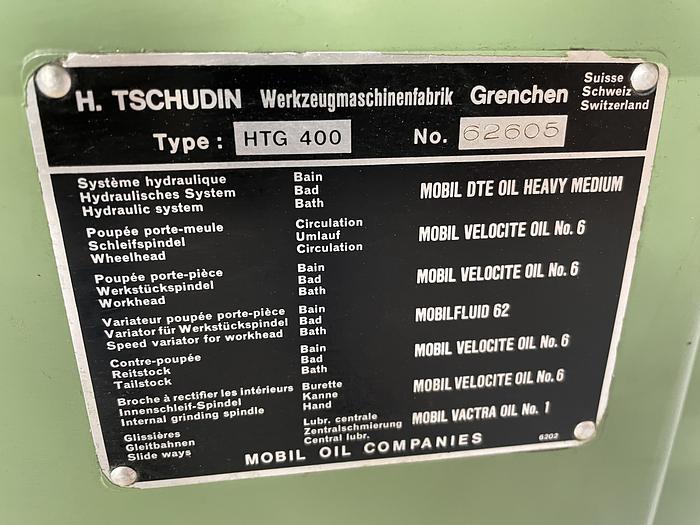 H. TSCHUDIN Werkzeugmaschinenfabrik Grenchen Suisse
Schweiz
Switzerland
Type: HTG 400 No. 62605
Système hydraulique Bain
Hydraulisches System Bad MOBIL DTE OIL HEAVY MEDIUM
Hydraulic system Bath
Poupée porte-meule Circulation
Schleifspindel Umlauf MOBIL VELOCITE OIL No. 6
Wheelhead Circulation
Poupée porte-pièce Bain
Werkstückspindel Bad MOBIL VELOCITE OIL No. 6
Workhead Bath
Variateur poupée porte-pièce Bain
Variator für Werkstückspindel Bad MOBILFLUID 62
Speed variator for workhead Bath
Contre-poupée Bain
Reitstock Bad MOBIL VELOCITE OIL No. 6
Tailstock Bath
Broche à rectifier les intérieurs Burette
Innenschleif-Spindel Kanne MOBIL VELOCITE OIL No. 6
Internal grinding spindle Hand
Glissières Lubr. centrale
Gleitbahnen Zentralschmierung MOBIL VACTRA OIL No. 1
Slide ways Central lubr.
MOBIL OIL COMPANIES 6202